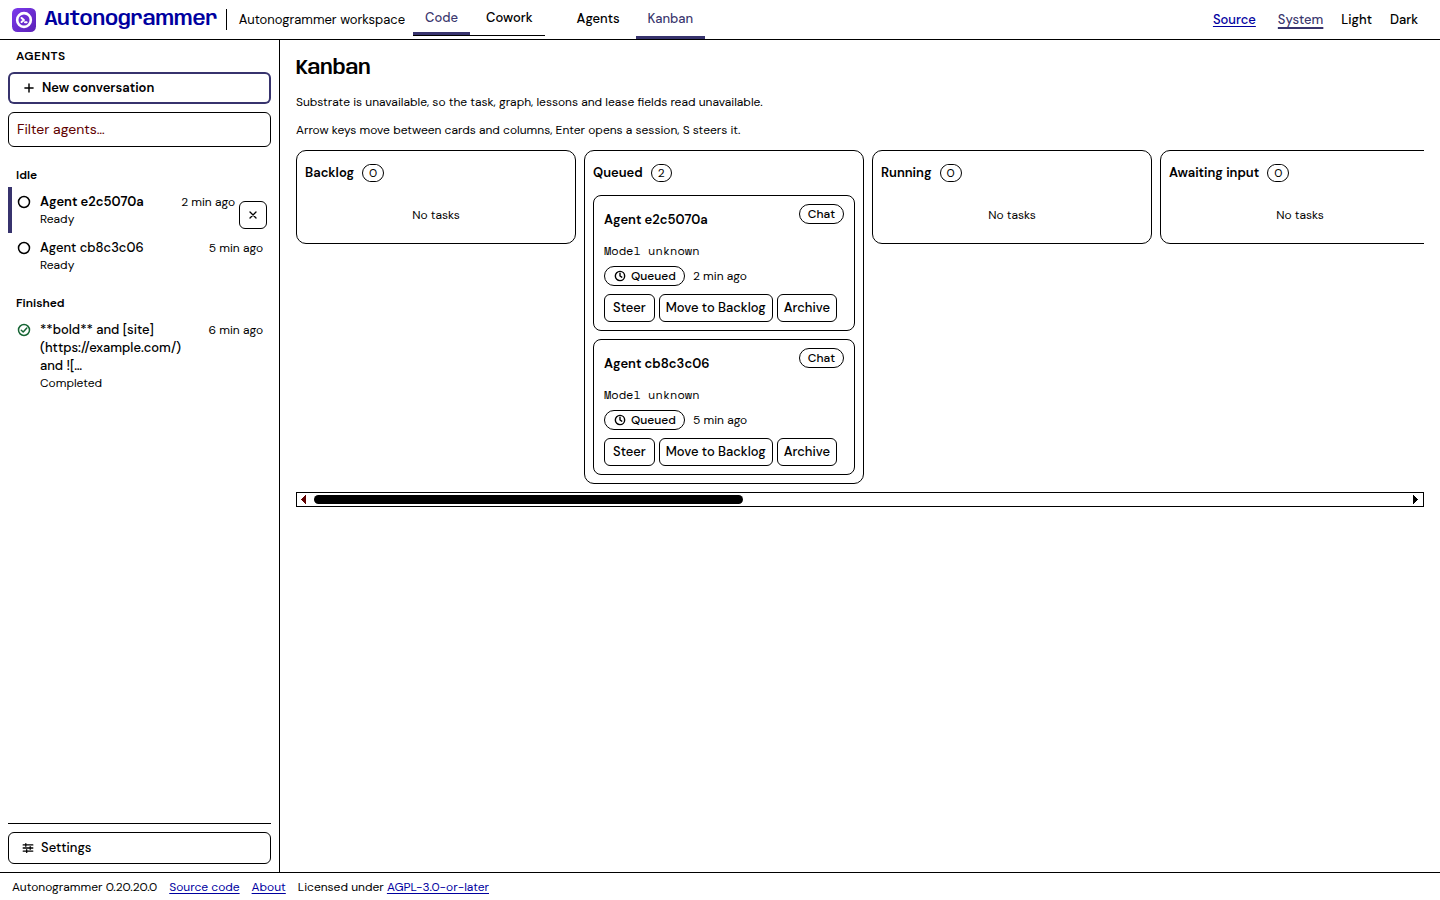 Autonogrammer
Autonogrammer workspace
Code
Cowork
Agents
Kanban
Source
System
Light
Dark
AGENTS
New conversation
Filter agents...
Idle
Agent e2c5070a
2 min ago
Ready
Agent cb8c3c06
5 min ago
Ready
Finished
**bold** and [site]
(https://example.com/)
and ![...
6 min ago
Completed
Settings
Kanban
Substrate is unavailable, so the task, graph, lessons and lease fields read unavailable.
Arrow keys move between cards and columns, Enter opens a session, S steers it.
Backlog 0
No tasks
Queued 2
Agent e2c5070a
Chat
Model unknown
Queued
2 min ago
Steer
Move to Backlog
Archive
Agent cb8c3c06
Chat
Model unknown
Queued
5 min ago
Steer
Move to Backlog
Archive
Running 0
No tasks
Awaiting input 0
No tasks
Autonogrammer 0.20.20.0
Source code
About
Licensed under AGPL-3.0-or-later